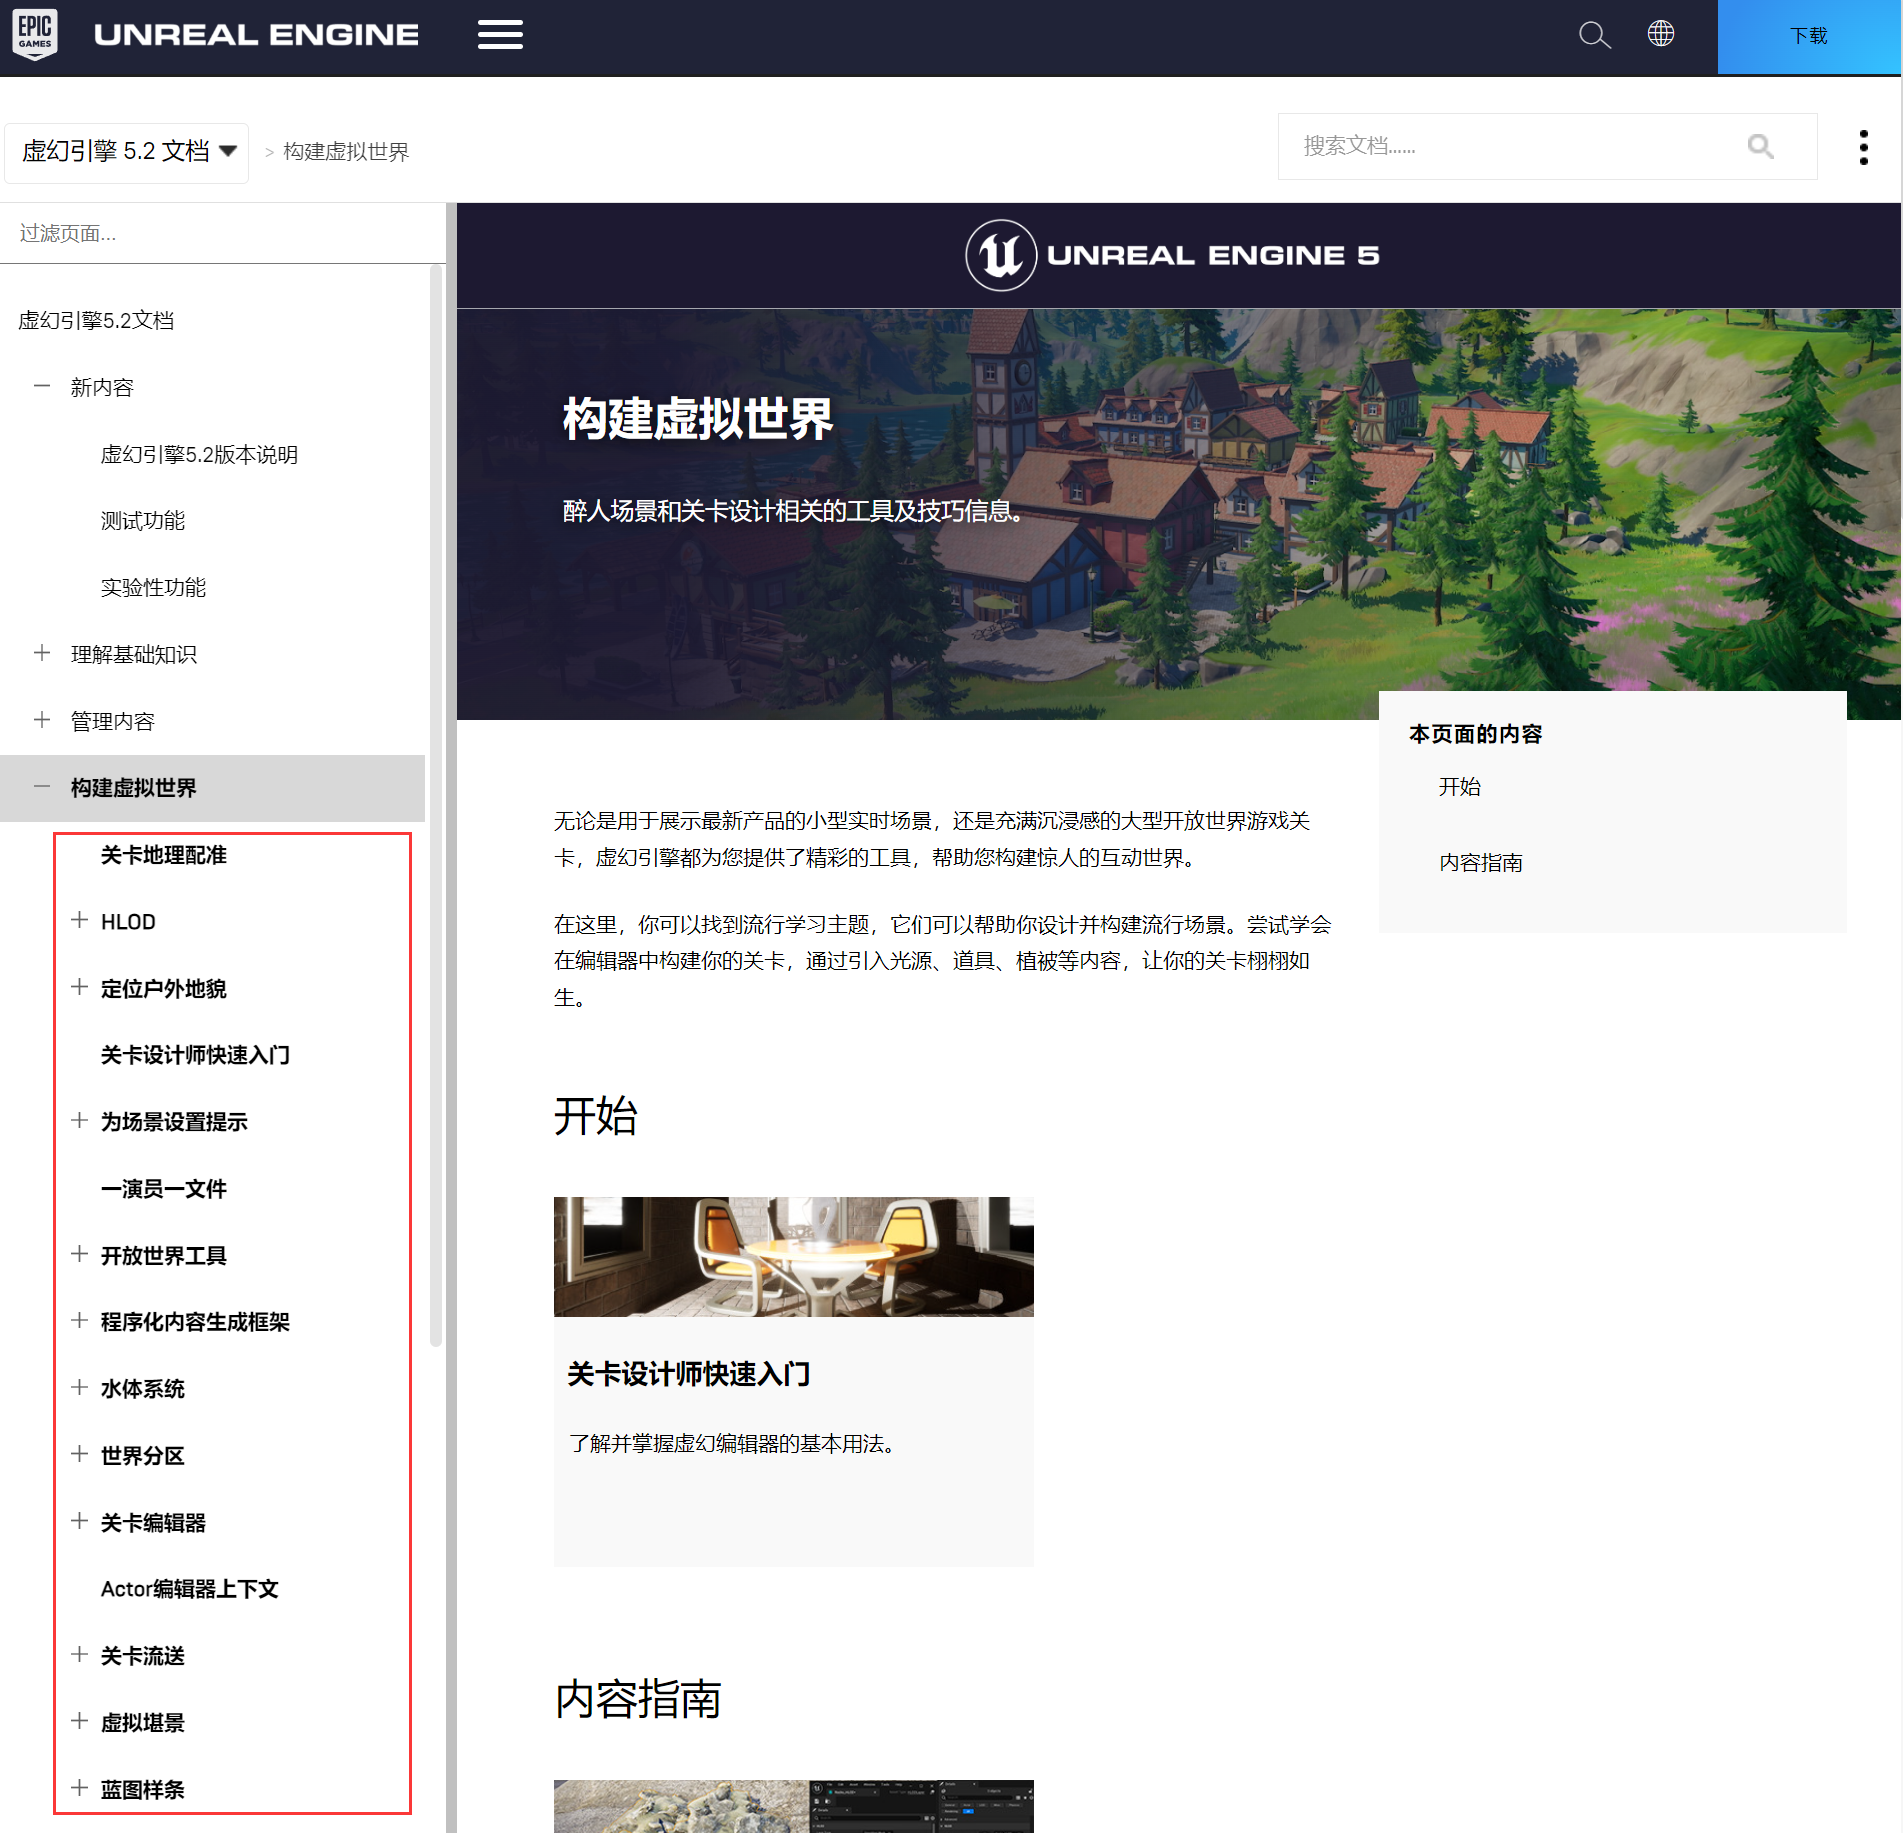 EPIC
GAMES
UNREAL ENGINE
下载
虚幻引擎 5.2 文档
> 构建虚拟世界
搜索文档......
过滤页面...
虚幻引擎5.2文档
新内容
虚幻引擎5.2版本说明
测试功能
实验性功能
理解基础知识
管理内容
构建虚拟世界
关卡地理配准
HLOD
定位户外地貌
关卡设计师快速入门
为场景设置提示
一演员一文件
开放世界工具
程序化内容生成框架
水体系统
世界分区
关卡编辑器
Actor编辑器上下文
关卡流送
虚拟堪景
蓝图样条
UNREAL ENGINE 5
构建虚拟世界
醉人场景和关卡设计相关的工具及技巧信息。
本页面的内容
开始
内容指南
无论是用于展示最新产品的小型实时场景，还是充满沉浸感的大型开放世界游戏关
卡，虚幻引擎都为您提供了精彩的工具，帮助您构建惊人的互动世界。
在这里，你可以找到流行学习主题，它们可以帮助你设计并构建流行场景。尝试学会
在编辑器中构建你的关卡，通过引入光源、道具、植被等内容，让你的关卡栩栩如
生。
开始
关卡设计师快速入门
了解并掌握虚幻编辑器的基本用法。
内容指南